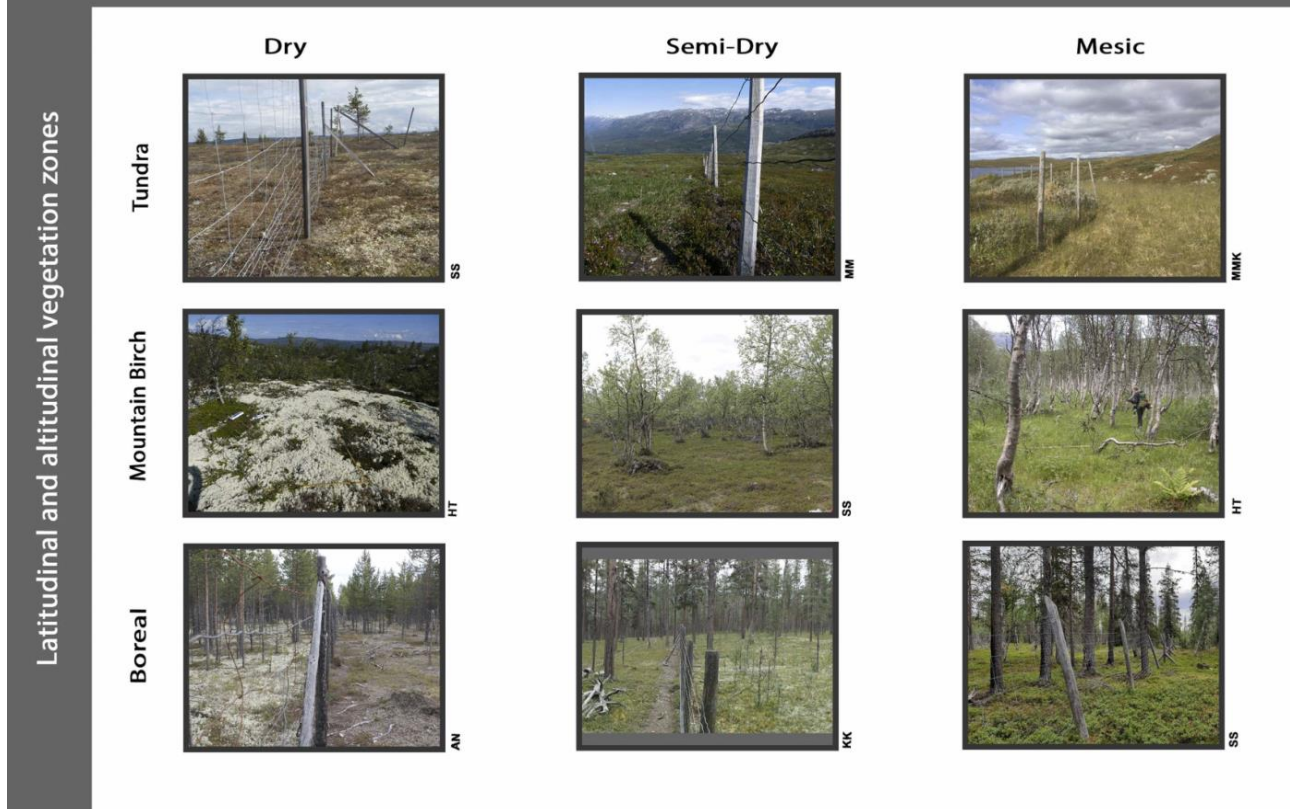 Latitudinal and altitudinal vegetation zones
Dry
Semi-Dry
Mesic
Tundra
SS
MM
MMK
Mountain Birch
HT
SS
HT
Boreal
AN
KK
SS